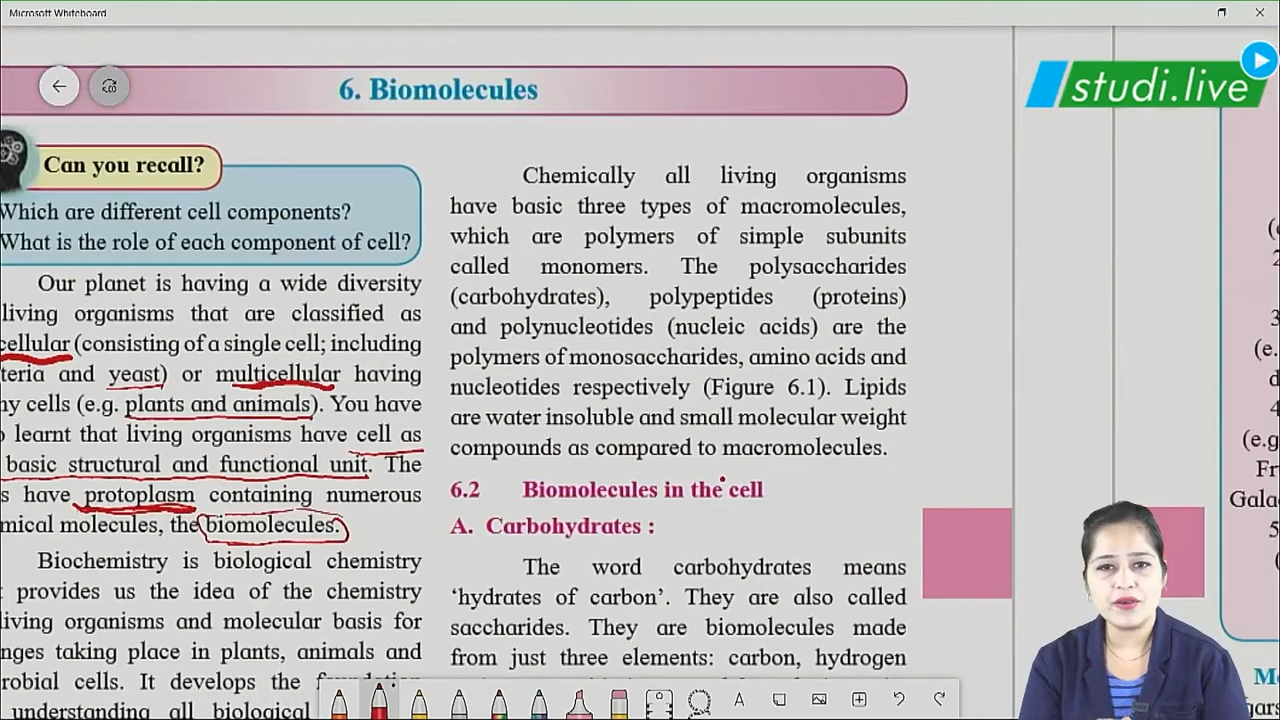 Microsoft Whiteboard
6. Biomolecules
studi.live
Can you recall?
Which are different cell components?
What is the role of each component of cell?
Our planet is having a wide diversity
living organisms that are classified as
cellular (consisting of a single cell; including
teria and yeast) or multicellular having
ny cells (e.g. plants and animals). You have
o learnt that living organisms have cell as
basic structural and functional unit. The
s have protoplasm containing numerous
mical molecules, the biomolecules.
Biochemistry is biological chemistry
t provides us the idea of the chemistry
living organisms and molecular basis for
nges taking place in plants, animals and
robial cells. It develops the foundation
understanding all biological
Chemically all living organisms
have basic three types of macromolecules,
which are polymers of simple subunits
called monomers. The polysaccharides
(carbohydrates), polypeptides (proteins)
and polynucleotides (nucleic acids) are the
polymers of monosaccharides, amino acids and
nucleotides respectively (Figure 6.1). Lipids
are water insoluble and small molecular weight
compounds as compared to macromolecules.
6.2 Biomolecules in the cell
A. Carbohydrates :
The word carbohydrates means
‘hydrates of carbon’. They are also called
saccharides. They are biomolecules made
from just three elements: carbon, hydrogen
(
2
3
(e.
d
4
(e.g
Fr
Gala
5
(
M
gars